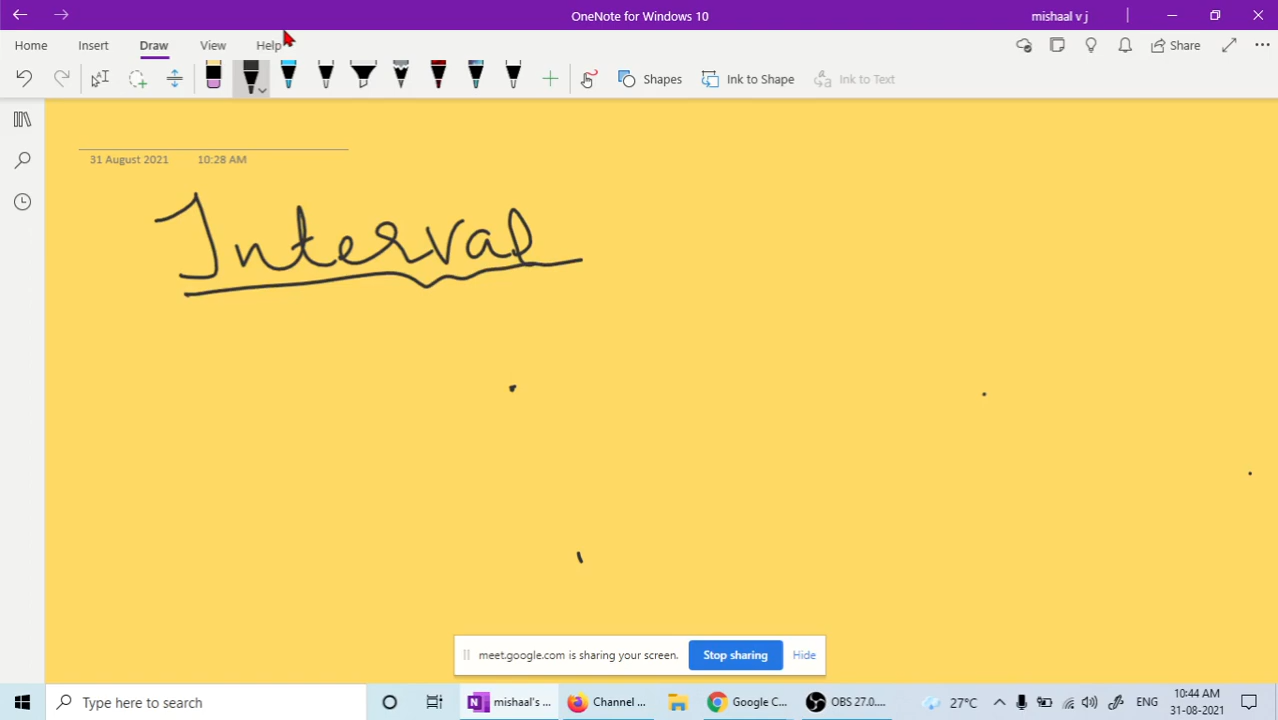 OneNote for Windows 10
mishaal v j
Home Insert Draw View Help
Share
Shapes Ink to Shape Ink to Text
31 August 2021 10:28 AM
Interval
meet.google.com is sharing your screen. Stop sharing Hide
Type here to search
mishaal's ... Channel ... Google C... OBS 27.0.... 27°C ENG
10:44 AM
31-08-2021